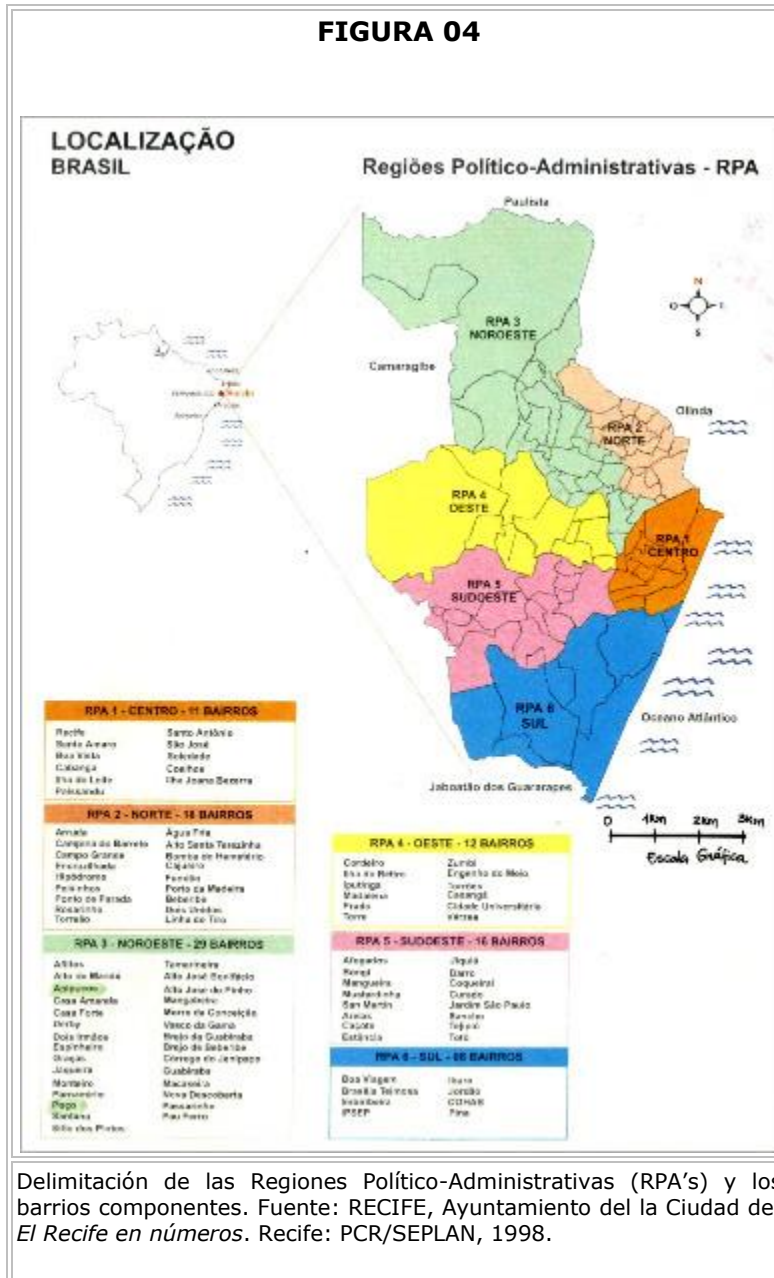 FIGURA 04
LOCALIZAÇÃO
BRASIL
Regiões Político-Administrativas - RPA
Paulista
N
O
S
RPA 3
NOROESTE
Camaragibe
Olinda
RPA 2
NORTE
RPA 4
OESTE
RPA 1
CENTRO
RPA 5
SUDOESTE
RPA 6
SUL
Oceano Atlântico
Jaboatão dos Guararapes
0 1Km 2Km 3Km
Escala Gráfica
RPA 1 - CENTRO - 11 BAIRROS
Recife Santo Antônio
Santo Amaro São José
Boa Vista Soledade
Cabanga Coelhos
Ilha do Leite Ilha Joana Bezerra
Paissandu
RPA 2 - NORTE - 18 BAIRROS
Arruda Água Fria
Campina do Barreto Alto Santa Terezinha
Campo Grande Bomba do Hemetério
Encruzilhada Cajueiro
Hipódromo Fundão
Peixinhos Porto da Madeira
Ponto de Parada Beberibe
Rosarinho Dois Unidos
Torreão Linha do Tiro
RPA 3 - NOROESTE - 29 BAIRROS
Aflitos Tamarineira
Alto do Mandú Alto José Bonifácio
Apipucos Alto José do Pinho
Casa Amarela Mangabeira
Casa Forte Morro da Conceição
Derby Vasco da Gama
Dois Irmãos Brejo da Guabiraba
Espinheiro Brejo de Beberibe
Graças Córrego do Jenipapo
Jaqueira Guabiraba
Monteiro Macaxeira
Parnamirim Nova Descoberta
Poço Passarinho
Santana Pau Ferro
Sítio dos Pintos
RPA 4 - OESTE - 12 BAIRROS
Cordeiro Zumbi
Ilha do Retiro Engenho do Meio
Iputinga Torrões
Madalena Caxangá
Prado Cidade Universitária
Torre Várzea
RPA 5 - SUDOESTE - 16 BAIRROS
Afogados Jiquiá
Bongi Barro
Mangueira Coqueiral
Mustardinha Curado
San Martin Jardim São Paulo
Areias Sancho
Caçote Tejipió
Estância Totó
RPA 6 - SUL - 08 BAIRROS
Boa Viagem Ibura
Brasília Teimosa Jordão
Imbiribeira COHAB
IPSEP Pina
Delimitación de las Regiones Político-Administrativas (RPA's) y los
barrios componentes. Fuente: RECIFE, Ayuntamiento del la Ciudad de.
El Recife en números. Recife: PCR/SEPLAN, 1998.